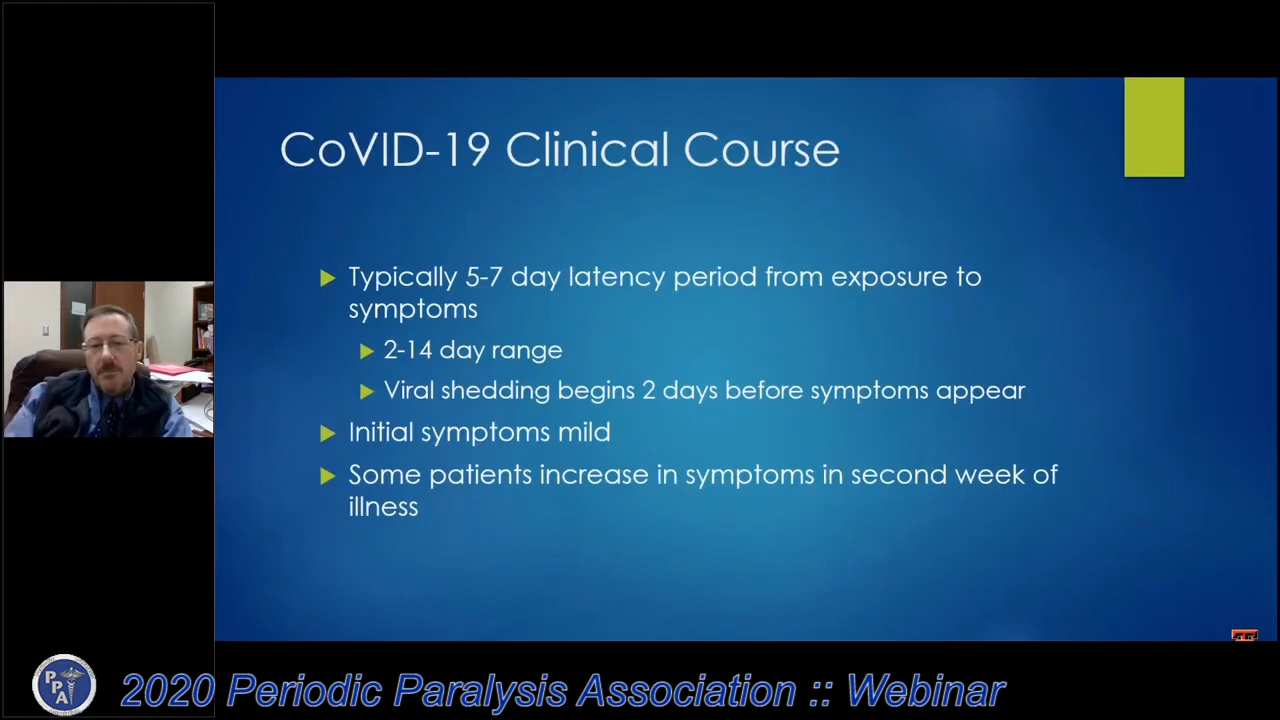 CoVID-19 Clinical Course
Typically 5-7 day latency period from exposure to
symptoms
2-14 day range
Viral shedding begins 2 days before symptoms appear
Initial symptoms mild
Some patients increase in symptoms in second week of
illness
PPA
2020 Periodic Paralysis Association :: Webinar